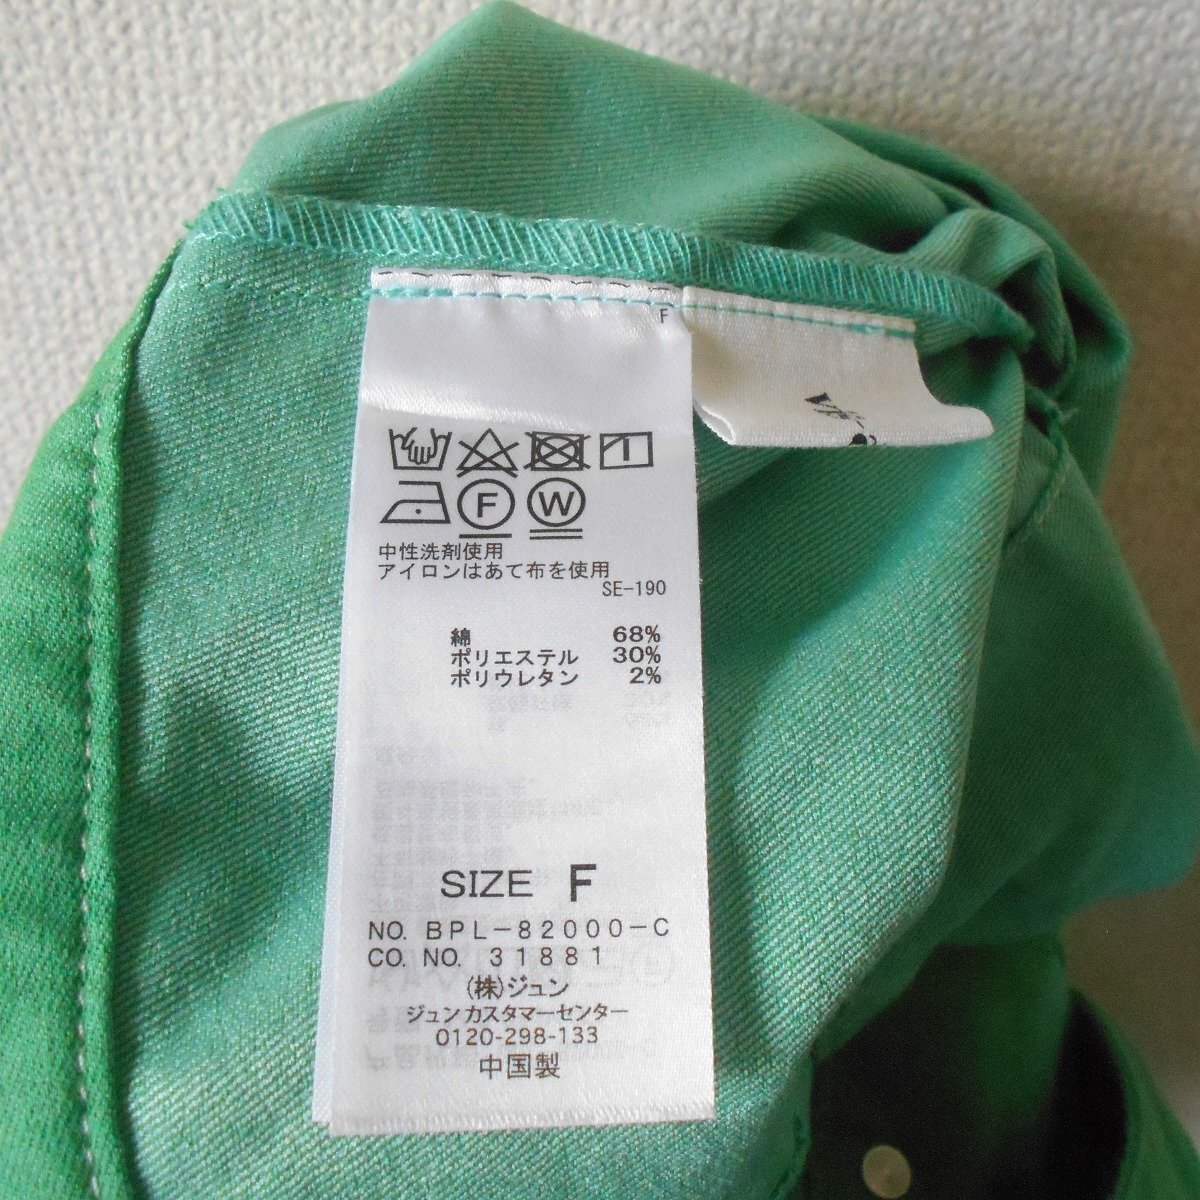 F
F W
中性洗剤使用
アイロンはあて布を使用
SE-190
綿 68%
ポリエステル 30%
ポリウレタン 2%
SIZE F
NO. BPL-82000-C
CO. NO. 31881
(株)ジュン
ジュンカスタマーセンター
0120-298-133
中国製